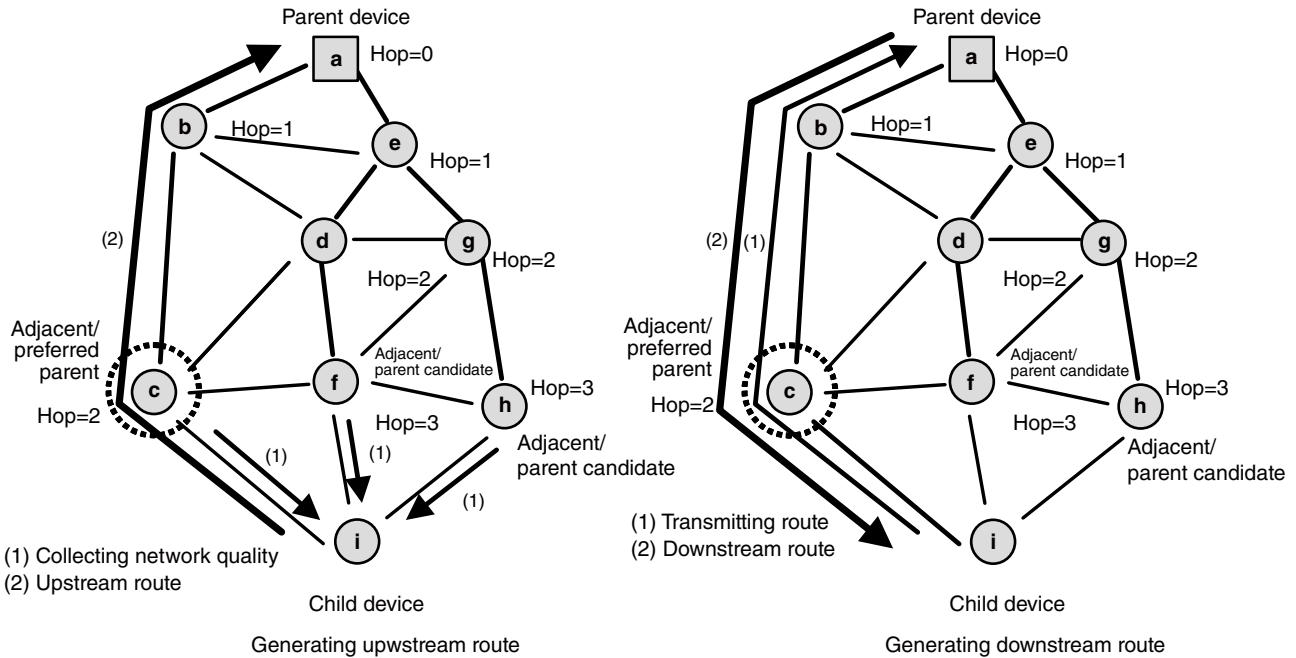 Parent device
a
Hop=0
b
Hop=1
e
Hop=1
(2)
d
g
Hop=2
Hop=2
Adjacent/
preferred
parent
c
Hop=2
f
Adjacent/
parent candidate
Hop=3
h
Hop=3
Adjacent/
parent candidate
(1)
(1)
(1)
i
(1) Collecting network quality
(2) Upstream route
Child device
Generating upwstream route
Parent device
a
Hop=0
b
Hop=1
e
Hop=1
(2)
(1)
d
g
Hop=2
Hop=2
Adjacent/
preferred
parent
c
Hop=2
f
Adjacent/
parent candidate
Hop=3
h
Hop=3
Adjacent/
parent candidate
(1) Transmitting route
(2) Downstream route
i
Child device
Generating downstream route